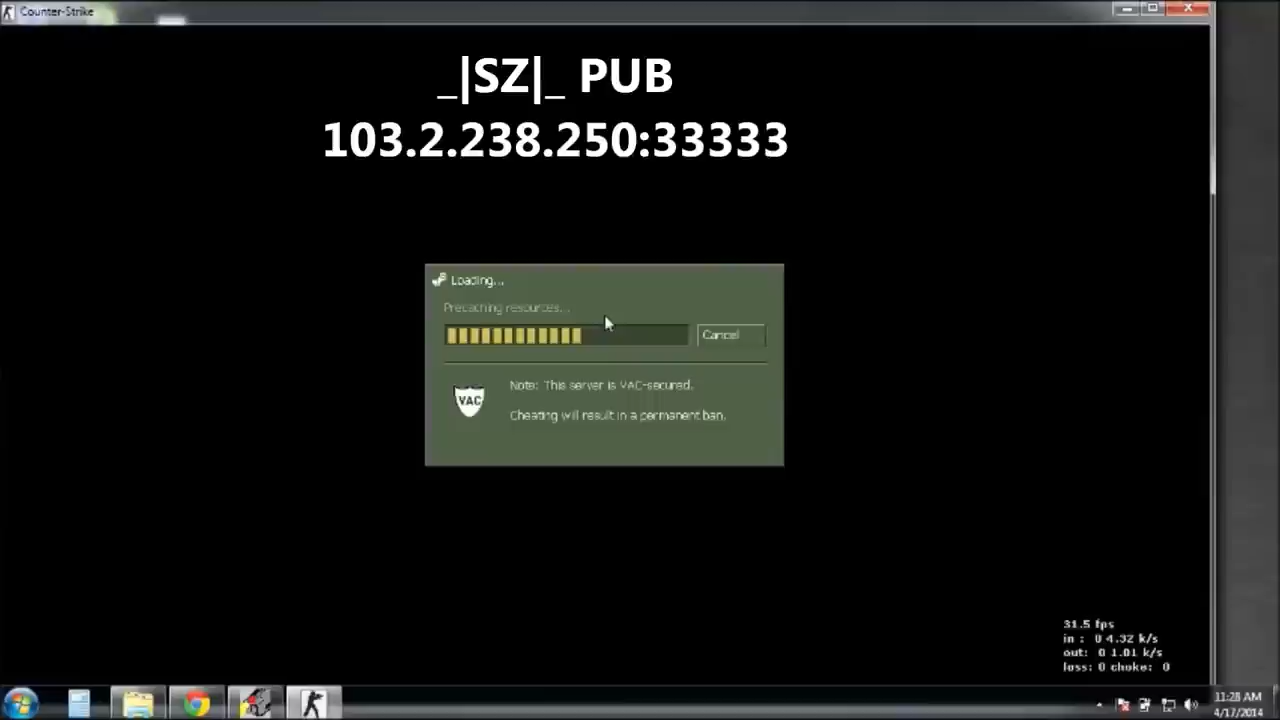 Counter-Strike
_|SZ|_ PUB
103.2.238.250:33333
Loading...
Precaching resources...
Cancel
VAC
Note: This server is VAC-secured.
Cheating will result in a permanent ban.
31.5 fps
in : 0 4.32 k/s
out: 0 1.01 k/s
loss: 0 choke: 0
11:28 AM
4/17/2014